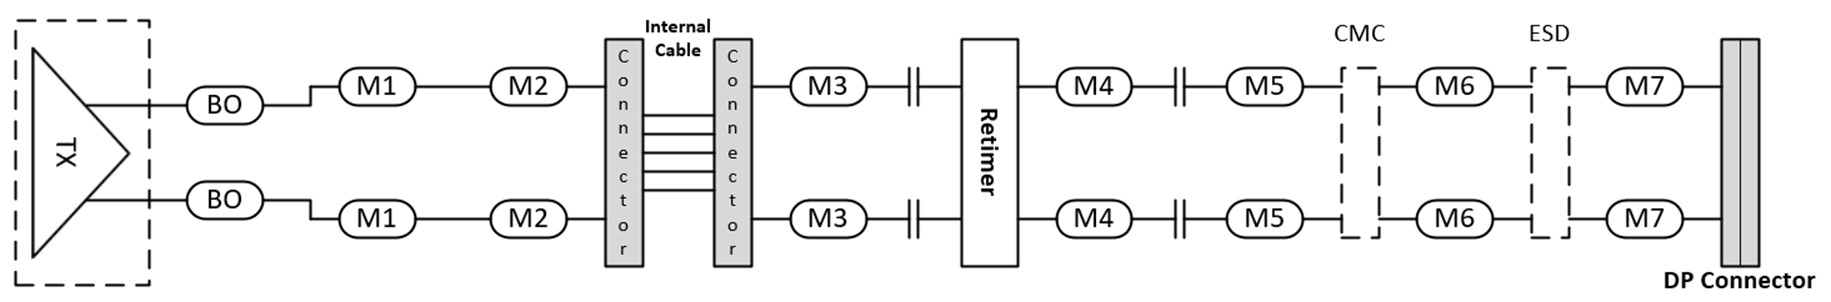 TX
BO
M1
M2
Connector
Internal
Cable
Connector
M3
Retimer
M4
M5
CMC
M6
ESD
M7
BO
M1
M2
M3
M4
M5
M6
M7
DP Connector